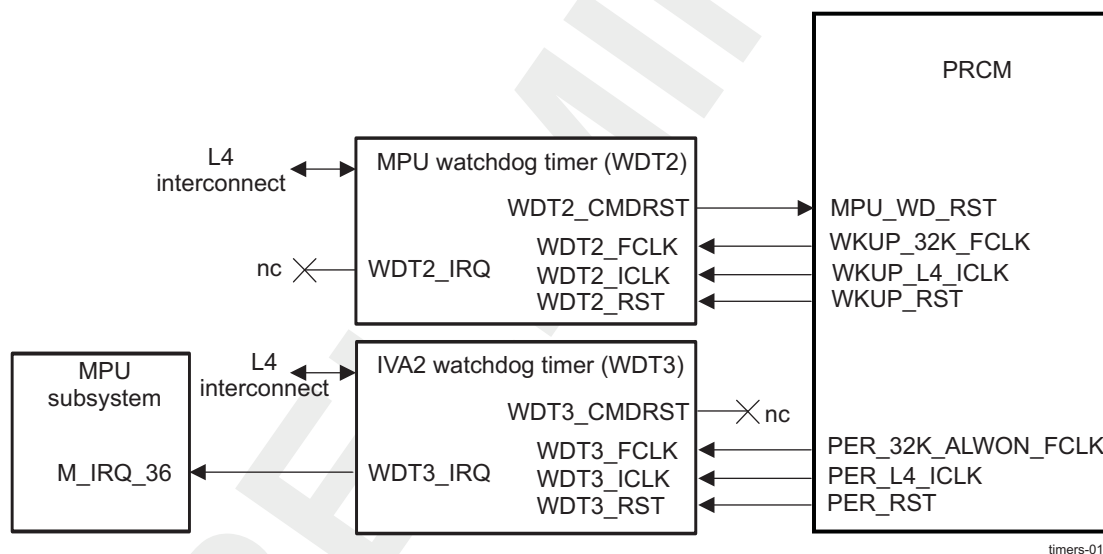 PRCM
L4
interconnect
MPU watchdog timer (WDT2)
WDT2_CMDRST
MPU_WD_RST
WDT2_FCLK
WKUP_32K_FCLK
nc
WDT2_IRQ
WDT2_ICLK
WKUP_L4_ICLK
WDT2_RST
WKUP_RST
MPU
subsystem
L4
interconnect
IVA2 watchdog timer (WDT3)
WDT3_CMDRST
nc
WDT3_FCLK
PER_32K_ALWON_FCLK
M_IRQ_36
WDT3_IRQ
WDT3_ICLK
PER_L4_ICLK
WDT3_RST
PER_RST
timers-01